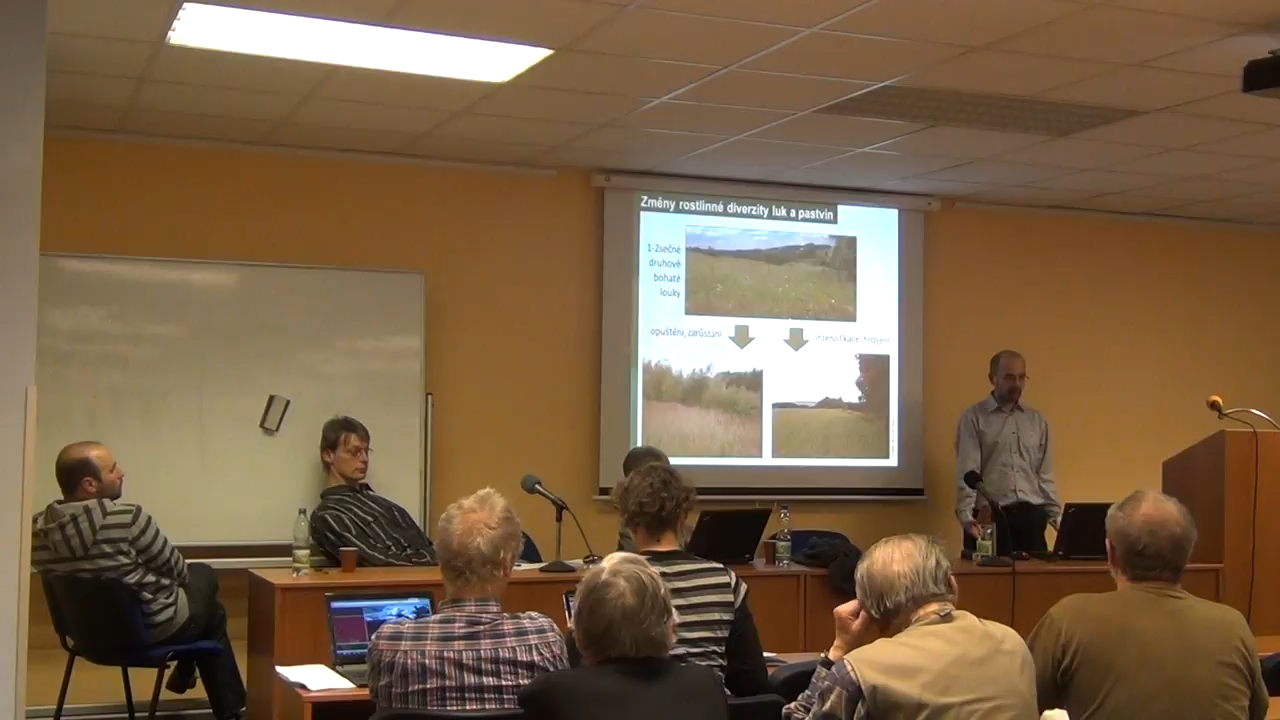 Změny rostlinné diverzity luk a pastvin
1-2sečné
druhově
bohaté
louky
opuštění, zarůstání
intenzifikace, hnojení